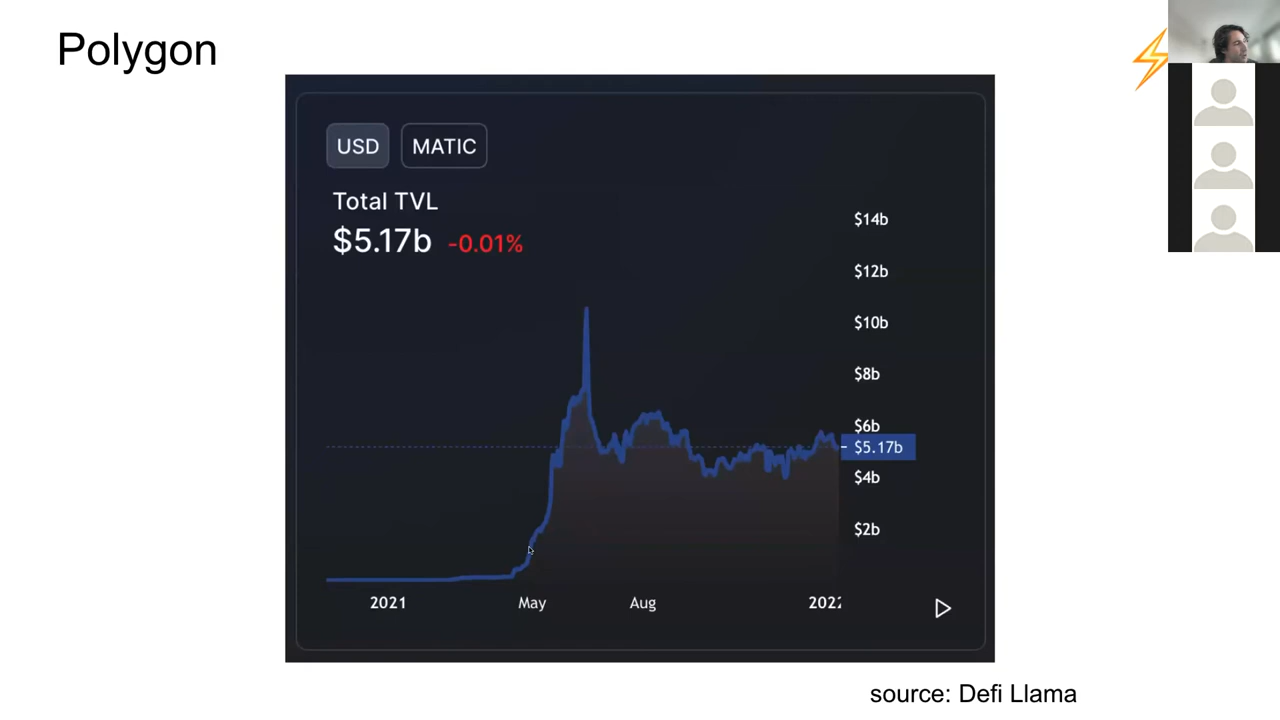 Polygon
USD MATIC
Total TVL
$5.17b -0.01%
$14b
$12b
$10b
$8b
$6b
$5.17b
$4b
$2b
2021 May Aug 2022
source: Defi Llama